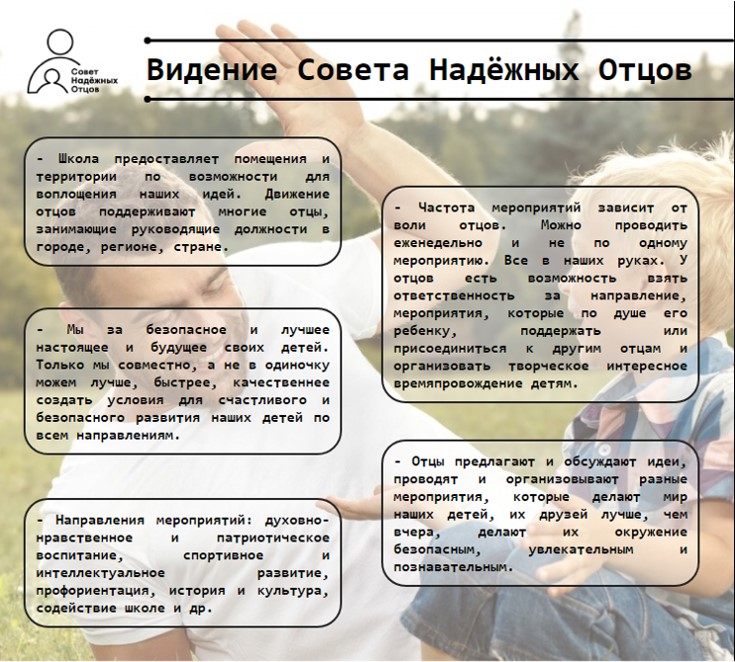 Совет
Надёжных
Отцов
Видение Совета Надёжных Отцов
- Школа предоставляет помещения и
территории по возможности для
воплощения наших идей. Движение
отцов поддерживают многие отцы,
занимающие руководящие должности в
городе, регионе, стране.
- Мы за безопасное и лучшее
настоящее и будущее своих детей.
Только мы совместно, а не в одиночку
можем лучше, быстрее, качественнее
создать условия для счастливого и
безопасного развития наших детей по
всем направлениям.
- Направления мероприятий: духовно-
нравственное и патриотическое
воспитание, спортивное и
интеллектуальное развитие,
профориентация, история и культура,
содействие школе и др.
- Частота мероприятий зависит от
воли отцов. Можно проводить
еженедельно и не по одному
мероприятию. Все в наших руках. У
отцов есть возможность взять
ответственность за направление,
мероприятия, которые по душе его
ребенку, поддержать или
присоединиться к другим отцам и
организовать творческое интересное
времяпровождение детям.
- Отцы предлагают и обсуждают идеи,
проводят и организовывают разные
мероприятия, которые делают мир
наших детей, их друзей лучше, чем
вчера, делают их окружение
безопасным, увлекательным и
познавательным.